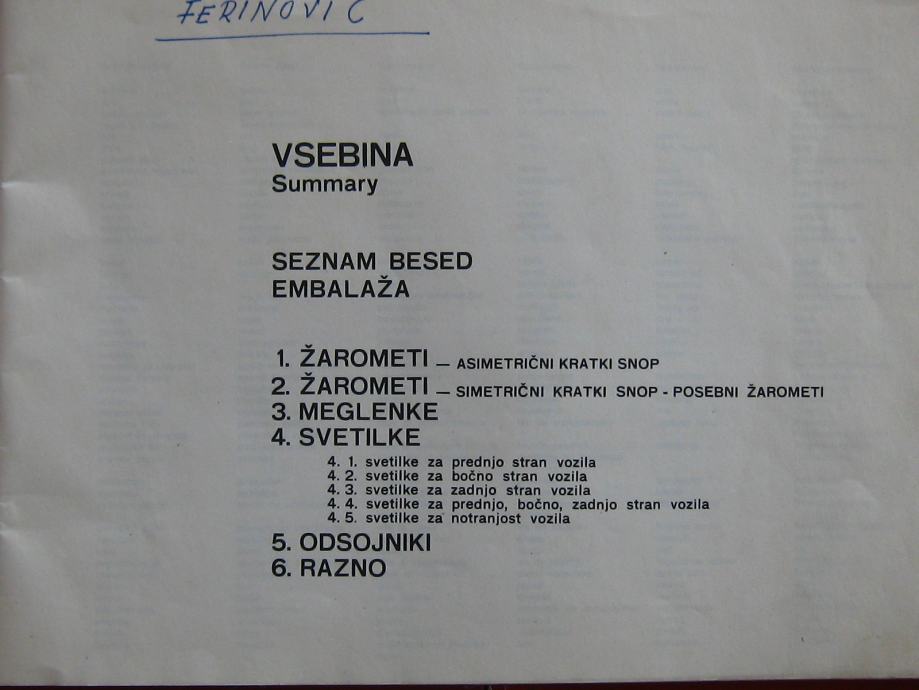 FERINOVIĆ
VSEBINA
Summary
SEZNAM BESED
EMBALAŽA
1. ŽAROMETI — ASIMETRIČNI KRATKI SNOP
2. ŽAROMETI — SIMETRIČNI KRATKI SNOP - POSEBNI ŽAROMETI
3. MEGLENKE
4. SVETILKE
4. 1. svetilke za prednjo stran vozila
4. 2. svetilke za bočno stran vozila
4. 3. svetilke za zadnjo stran vozila
4. 4. svetilke za prednjo, bočno, zadnjo stran vozila
4. 5. svetilke za notranjost vozila
5. ODSOJNIKI
6. RAZNO